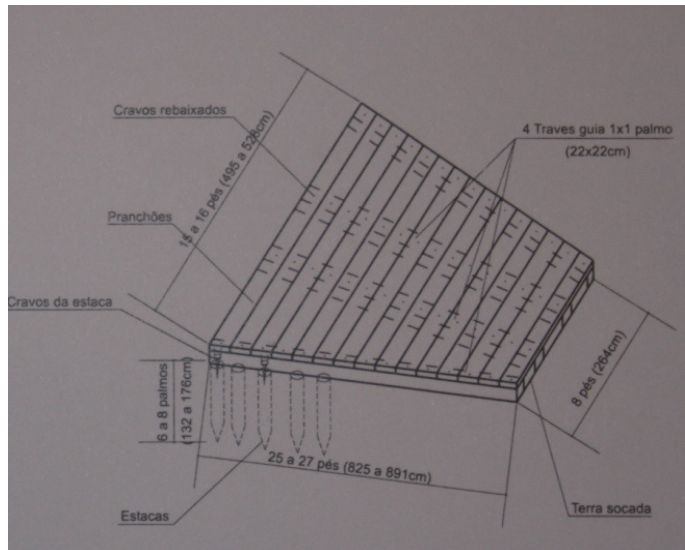 Cravos rebaixados
4 Traves guia 1x1 palmo
(22x22cm)
15 a 16 pés (495 a 528cm)
Pranchões
Cravos da estaca
6 a 8 palmos
(132 a 176cm)
8 pés (264cm)
25 a 27 pés (825 a 891cm)
Estacas
Terra socada